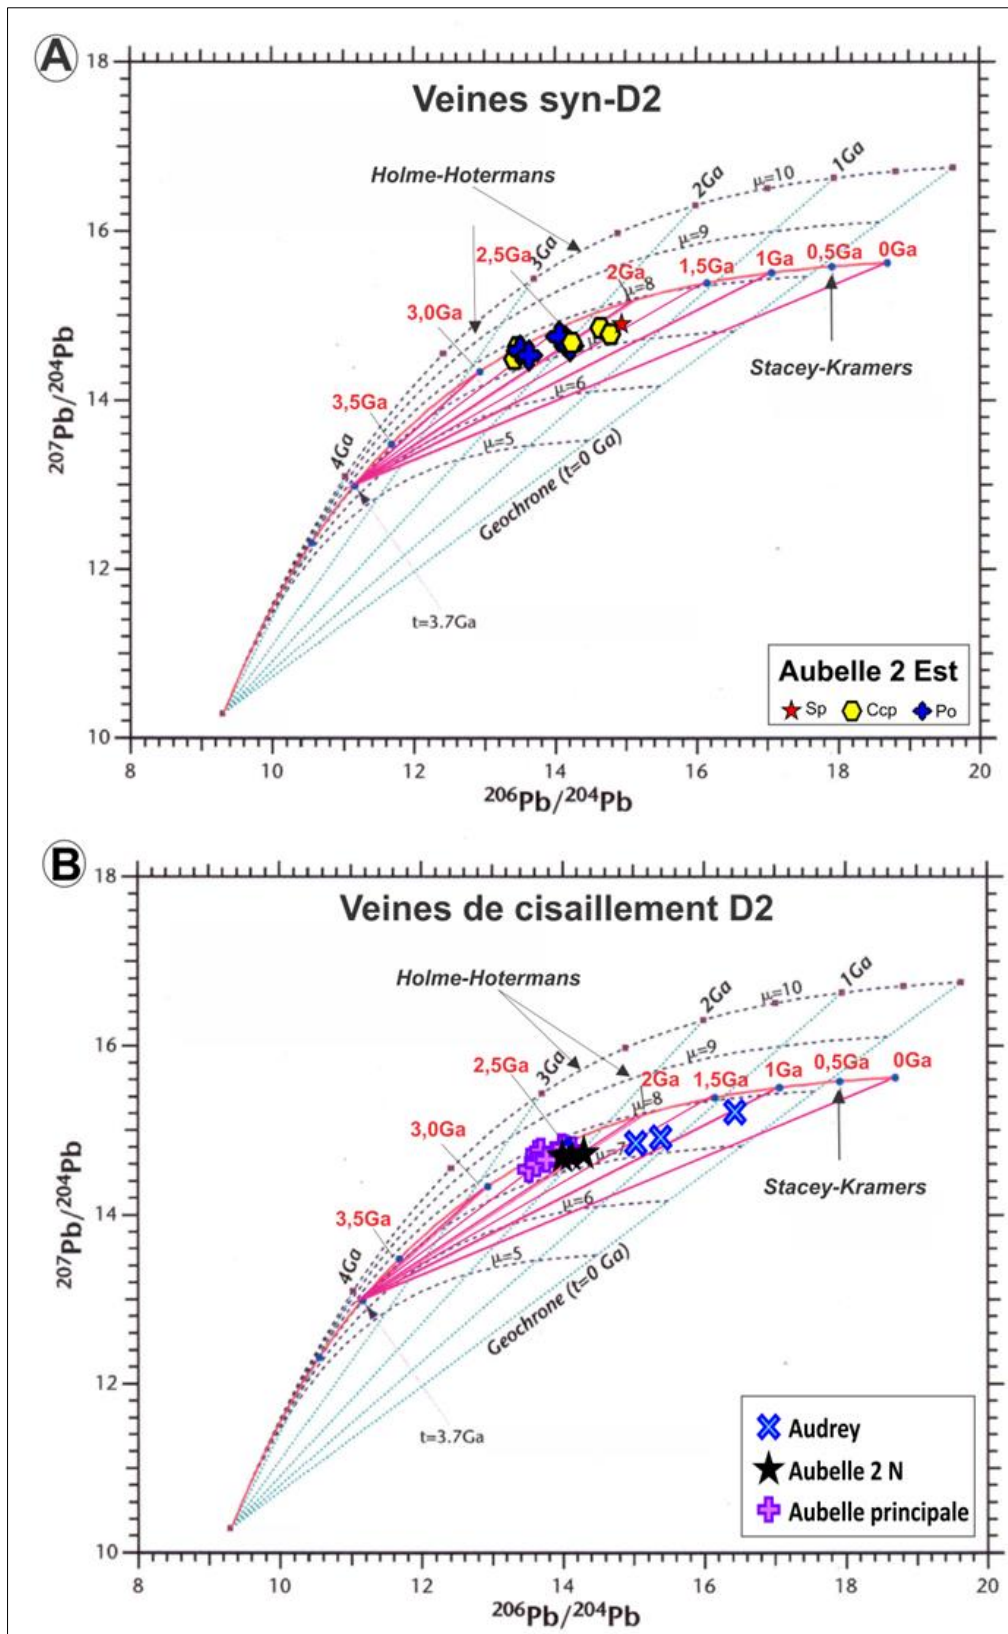 A
Veines syn-D2
Holme-Hotermans
1Ga
μ=10
2Ga
μ=9
3Ga
2,5Ga
2Ga
1,5Ga
1Ga
0,5Ga
0Ga
μ=8
3,0Ga
Stacey-Kramers
μ=6
3,5Ga
4Ga
μ=5
Geochrone (t=0 Ga)
t=3.7Ga
Aubelle 2 Est
Sp Ccp Po
18
16
14
12
10
207Pb/204Pb
8 10 12 14 16 18 20
206Pb/204Pb
B
Veines de cisaillement D2
Holme-Hotermans
1Ga
μ=10
2Ga
μ=9
3Ga
2,5Ga
2Ga
1,5Ga
1Ga
0,5Ga
0Ga
μ=8
3,0Ga
μ=7
Stacey-Kramers
μ=6
3,5Ga
4Ga
μ=5
Geochrone (t=0 Ga)
t=3.7Ga
Audrey
Aubelle 2 N
Aubelle principale
18
16
14
12
10
207Pb/204Pb
8 10 12 14 16 18 20
206Pb/204Pb